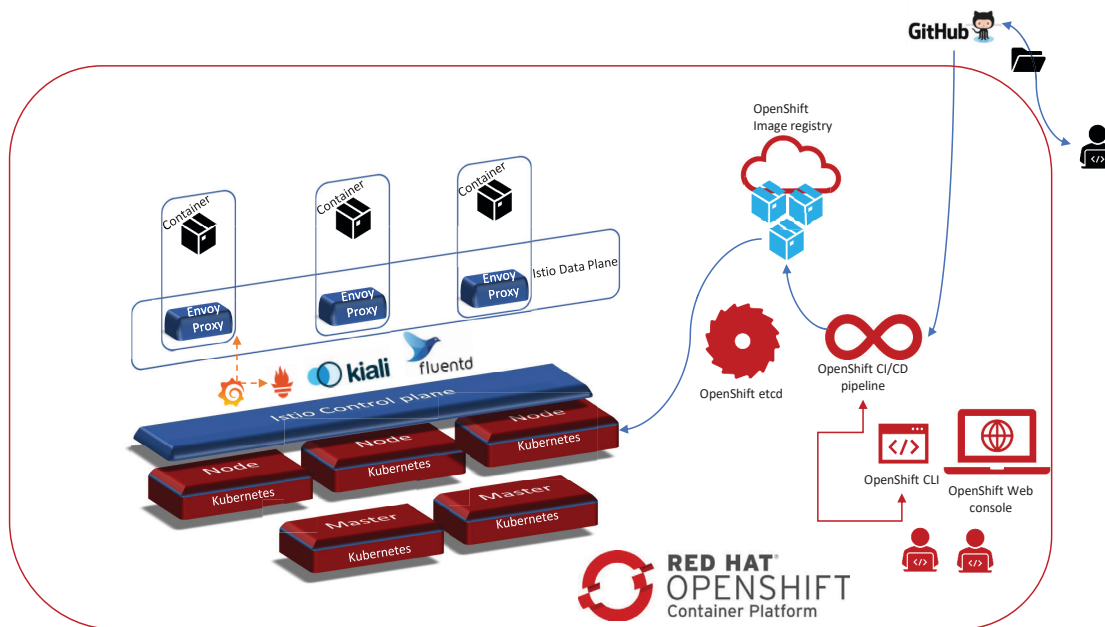 GitHub
OpenShift
Image registry
Container
Container
Container
Envoy
Proxy
Envoy
Proxy
Envoy
Proxy
Istio Data Plane
kiali
fluentd
OpenShift etcd
OpenShift CI/CD
pipeline
Istio Control plane
Node
Kubernetes
Node
Kubernetes
Node
Kubernetes
Master
Kubernetes
Master
Kubernetes
OpenShift CLI
OpenShift Web
console
RED HAT®
OPENSHIFT
Container Platform